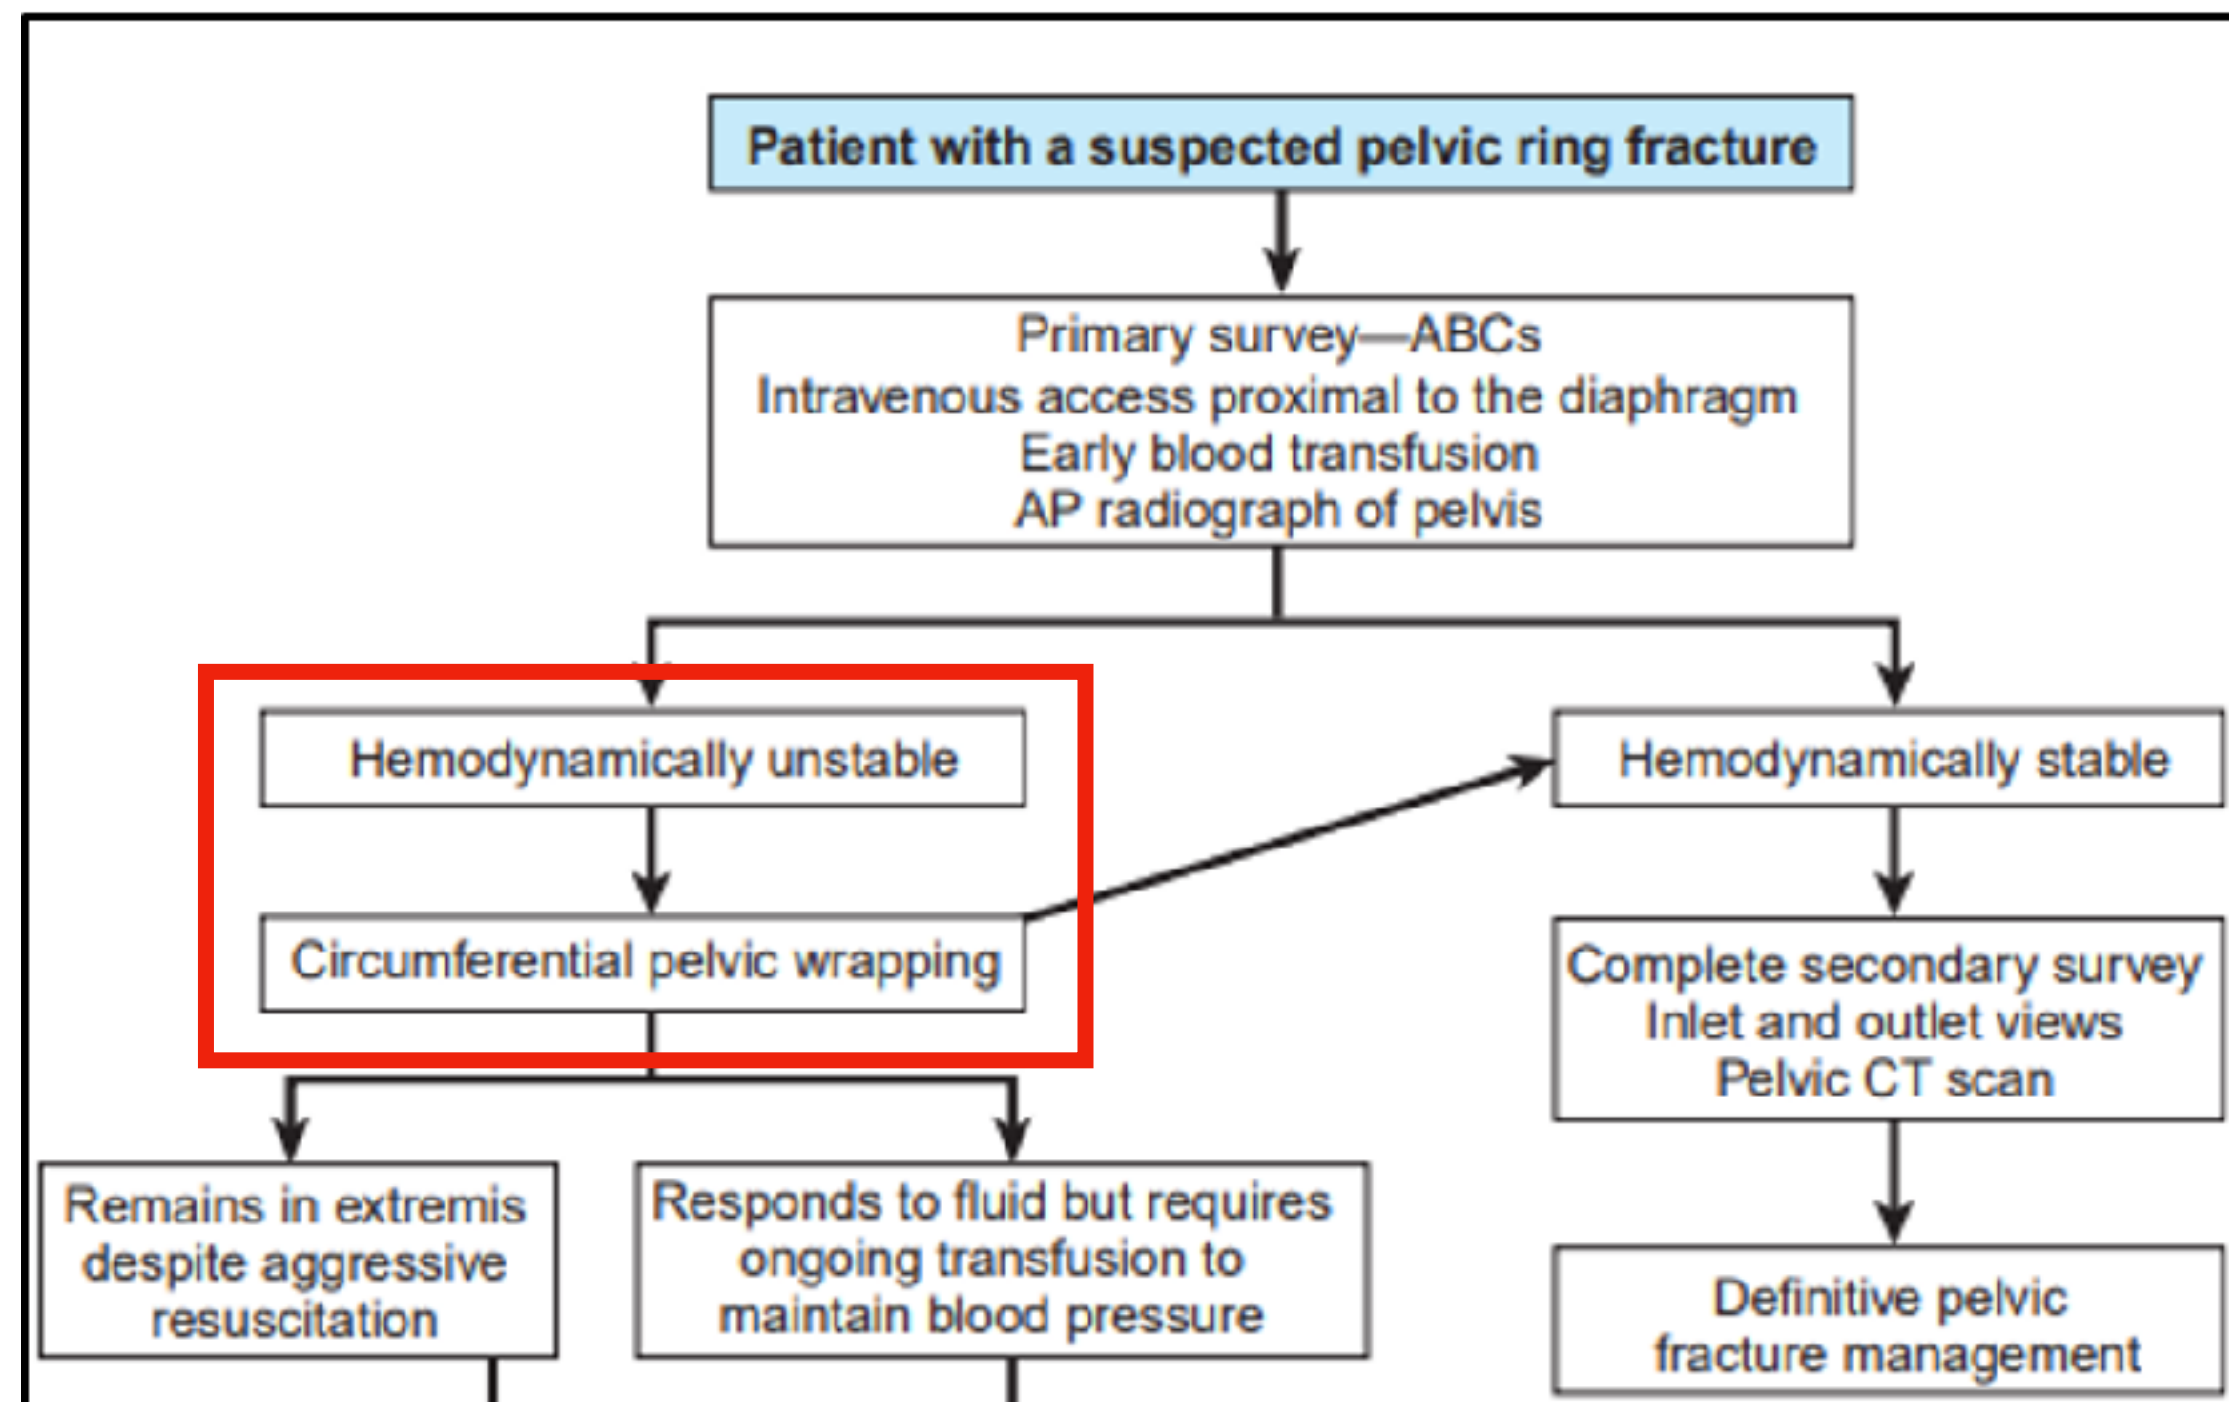 Patient with a suspected pelvic ring fracture
Primary survey—ABCs
Intravenous access proximal to the diaphragm
Early blood transfusion
AP radiograph of pelvis
Hemodynamically unstable
Hemodynamically stable
Circumferential pelvic wrapping
Complete secondary survey
Inlet and outlet views
Pelvic CT scan
Remains in extremis
despite aggressive
resuscitation
Responds to fluid but requires
ongoing transfusion to
maintain blood pressure
Definitive pelvic
fracture management